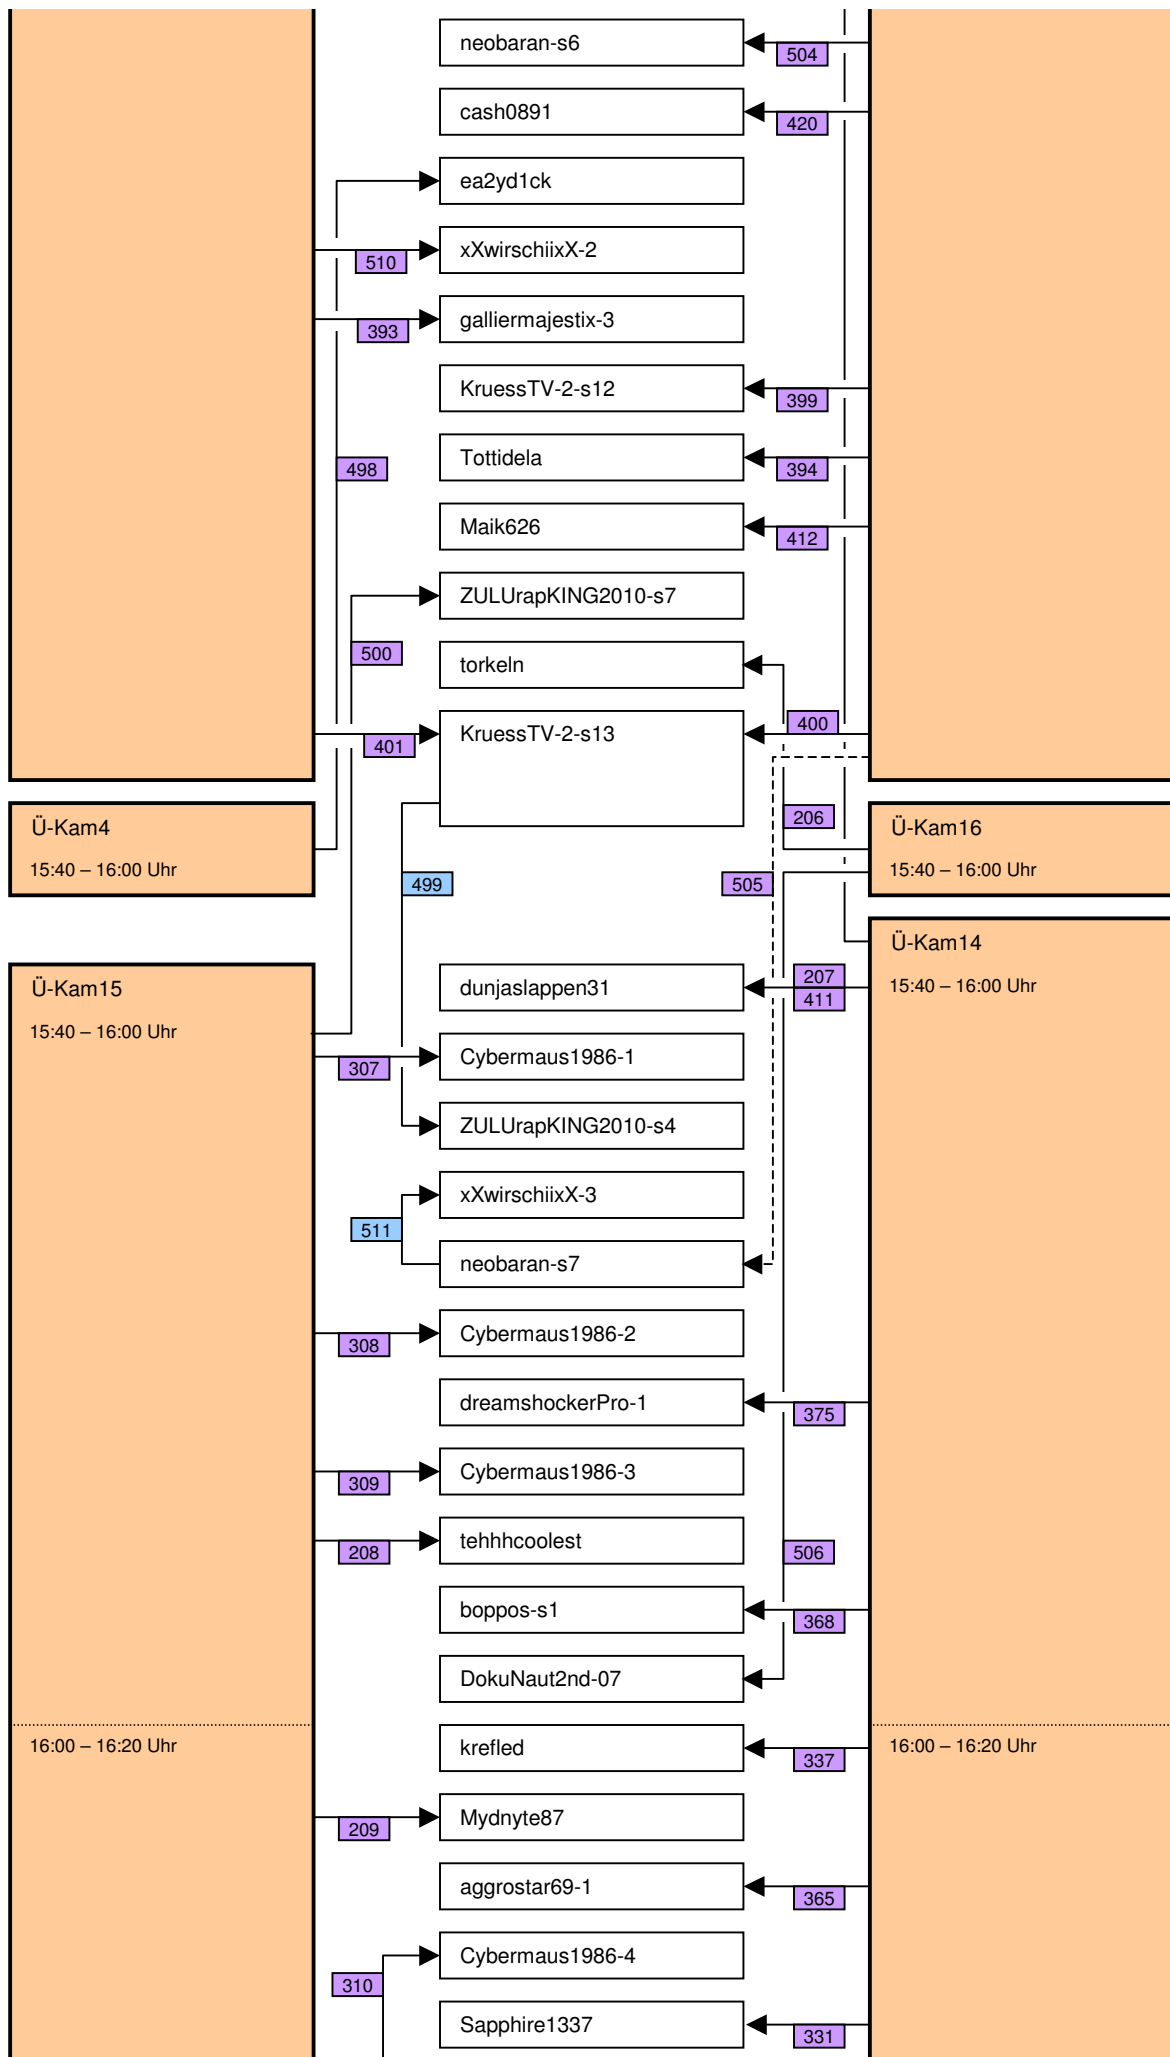 neobaran-s6
504
cash0891
420
ea2yd1ck
xXwirschiixX-2
510
galliermajestix-3
393
KruessTV-2-s12
399
Tottidela
498
394
Maik626
412
ZULUrapKING2010-s7
500
torkeln
KruessTV-2-s13
400
401
Ü-Kam4
206
Ü-Kam16
15:40 – 16:00 Uhr
15:40 – 16:00 Uhr
499
505
Ü-Kam14
Ü-Kam15
dunjaslappen31
207
15:40 – 16:00 Uhr
411
15:40 – 16:00 Uhr
Cybermaus1986-1
307
ZULUrapKING2010-s4
xXwirschiixX-3
511
neobaran-s7
Cybermaus1986-2
308
dreamshockerPro-1
375
Cybermaus1986-3
309
tehhhcoolest
208
506
boppos-s1
368
DokuNaut2nd-07
16:00 – 16:20 Uhr
krefled
16:00 – 16:20 Uhr
337
Mydnyte87
209
aggrostar69-1
365
Cybermaus1986-4
310
Sapphire1337
331